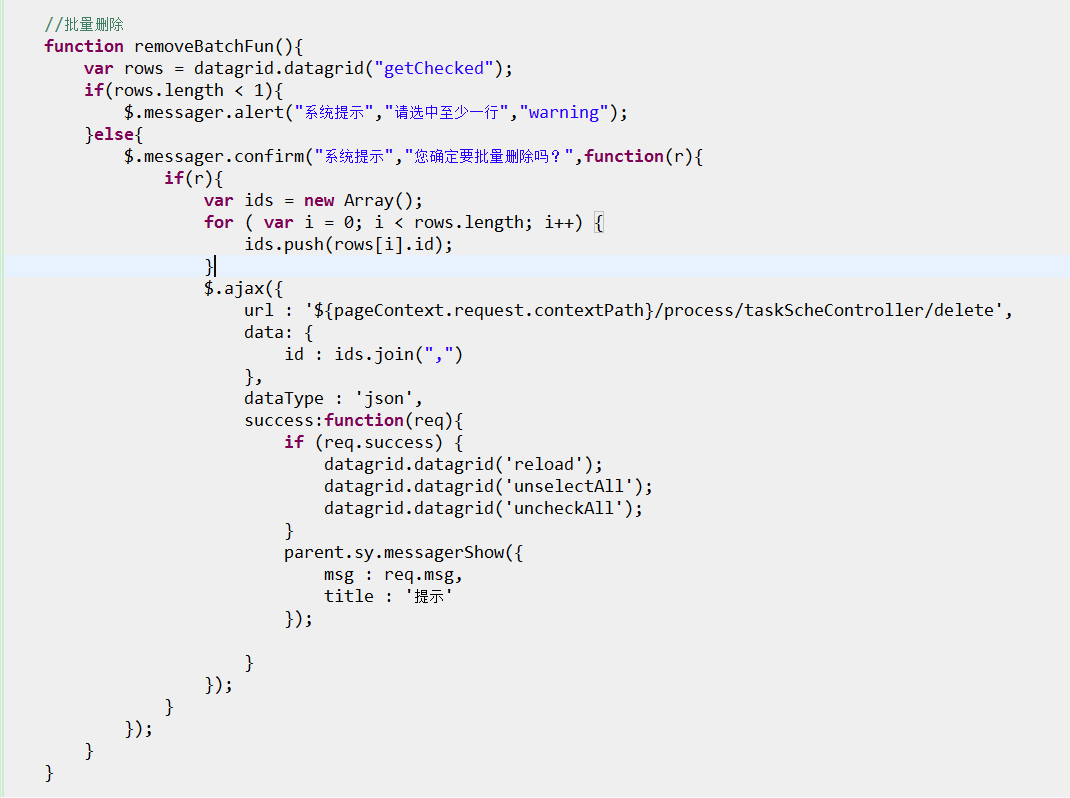 //批量删除
function removeBatchFun(){
    var rows = datagrid.datagrid("getChecked");
    if(rows.length < 1){
        $.messager.alert("系统提示","请选中至少一行","warning");
    }else{
        $.messager.confirm("系统提示","您确定要批量删除吗？",function(r){
            if(r){
                var ids = new Array();
                for ( var i = 0; i < rows.length; i++) {
                    ids.push(rows[i].id);
                }
                $.ajax({
                    url : '${pageContext.request.contextPath}/process/taskScheController/delete',
                    data: {
                        id : ids.join(",")
                    },
                    dataType : 'json',
                    success:function(req){
                        if (req.success) {
                            datagrid.datagrid('reload');
                            datagrid.datagrid('unselectAll');
                            datagrid.datagrid('uncheckAll');
                        }
                        parent.sy.messagerShow({
                            msg : req.msg,
                            title : '提示'
                        });

                    }
                });
            }
        });
    }
}